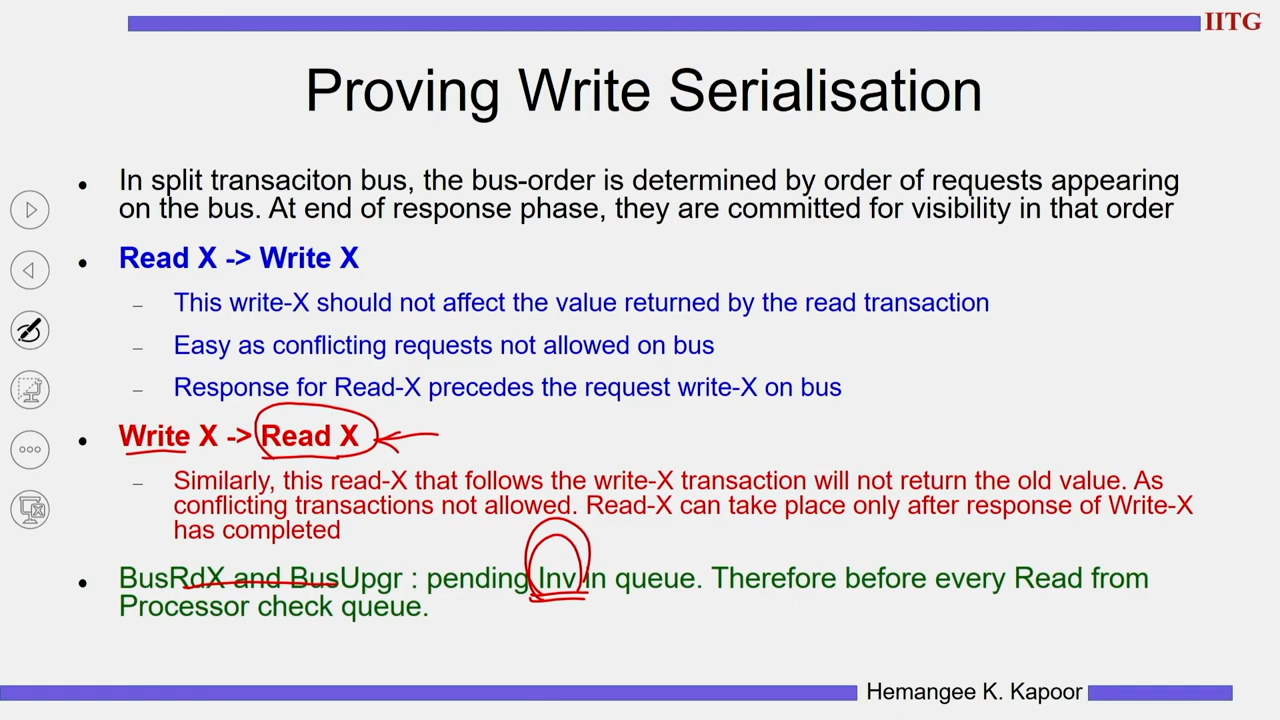 IITG
Proving Write Serialisation
In split transaciton bus, the bus-order is determined by order of requests appearing
on the bus. At end of response phase, they are committed for visibility in that order
Read X -> Write X
This write-X should not affect the value returned by the read transaction
Easy as conflicting requests not allowed on bus
Response for Read-X precedes the request write-X on bus
Write X -> Read X
Similarly, this read-X that follows the write-X transaction will not return the old value. As
conflicting transactions not allowed. Read-X can take place only after response of Write-X
has completed
BusRdX and BusUpgr : pending Inv in queue. Therefore before every Read from
Processor check queue.
Hemangee K. Kapoor